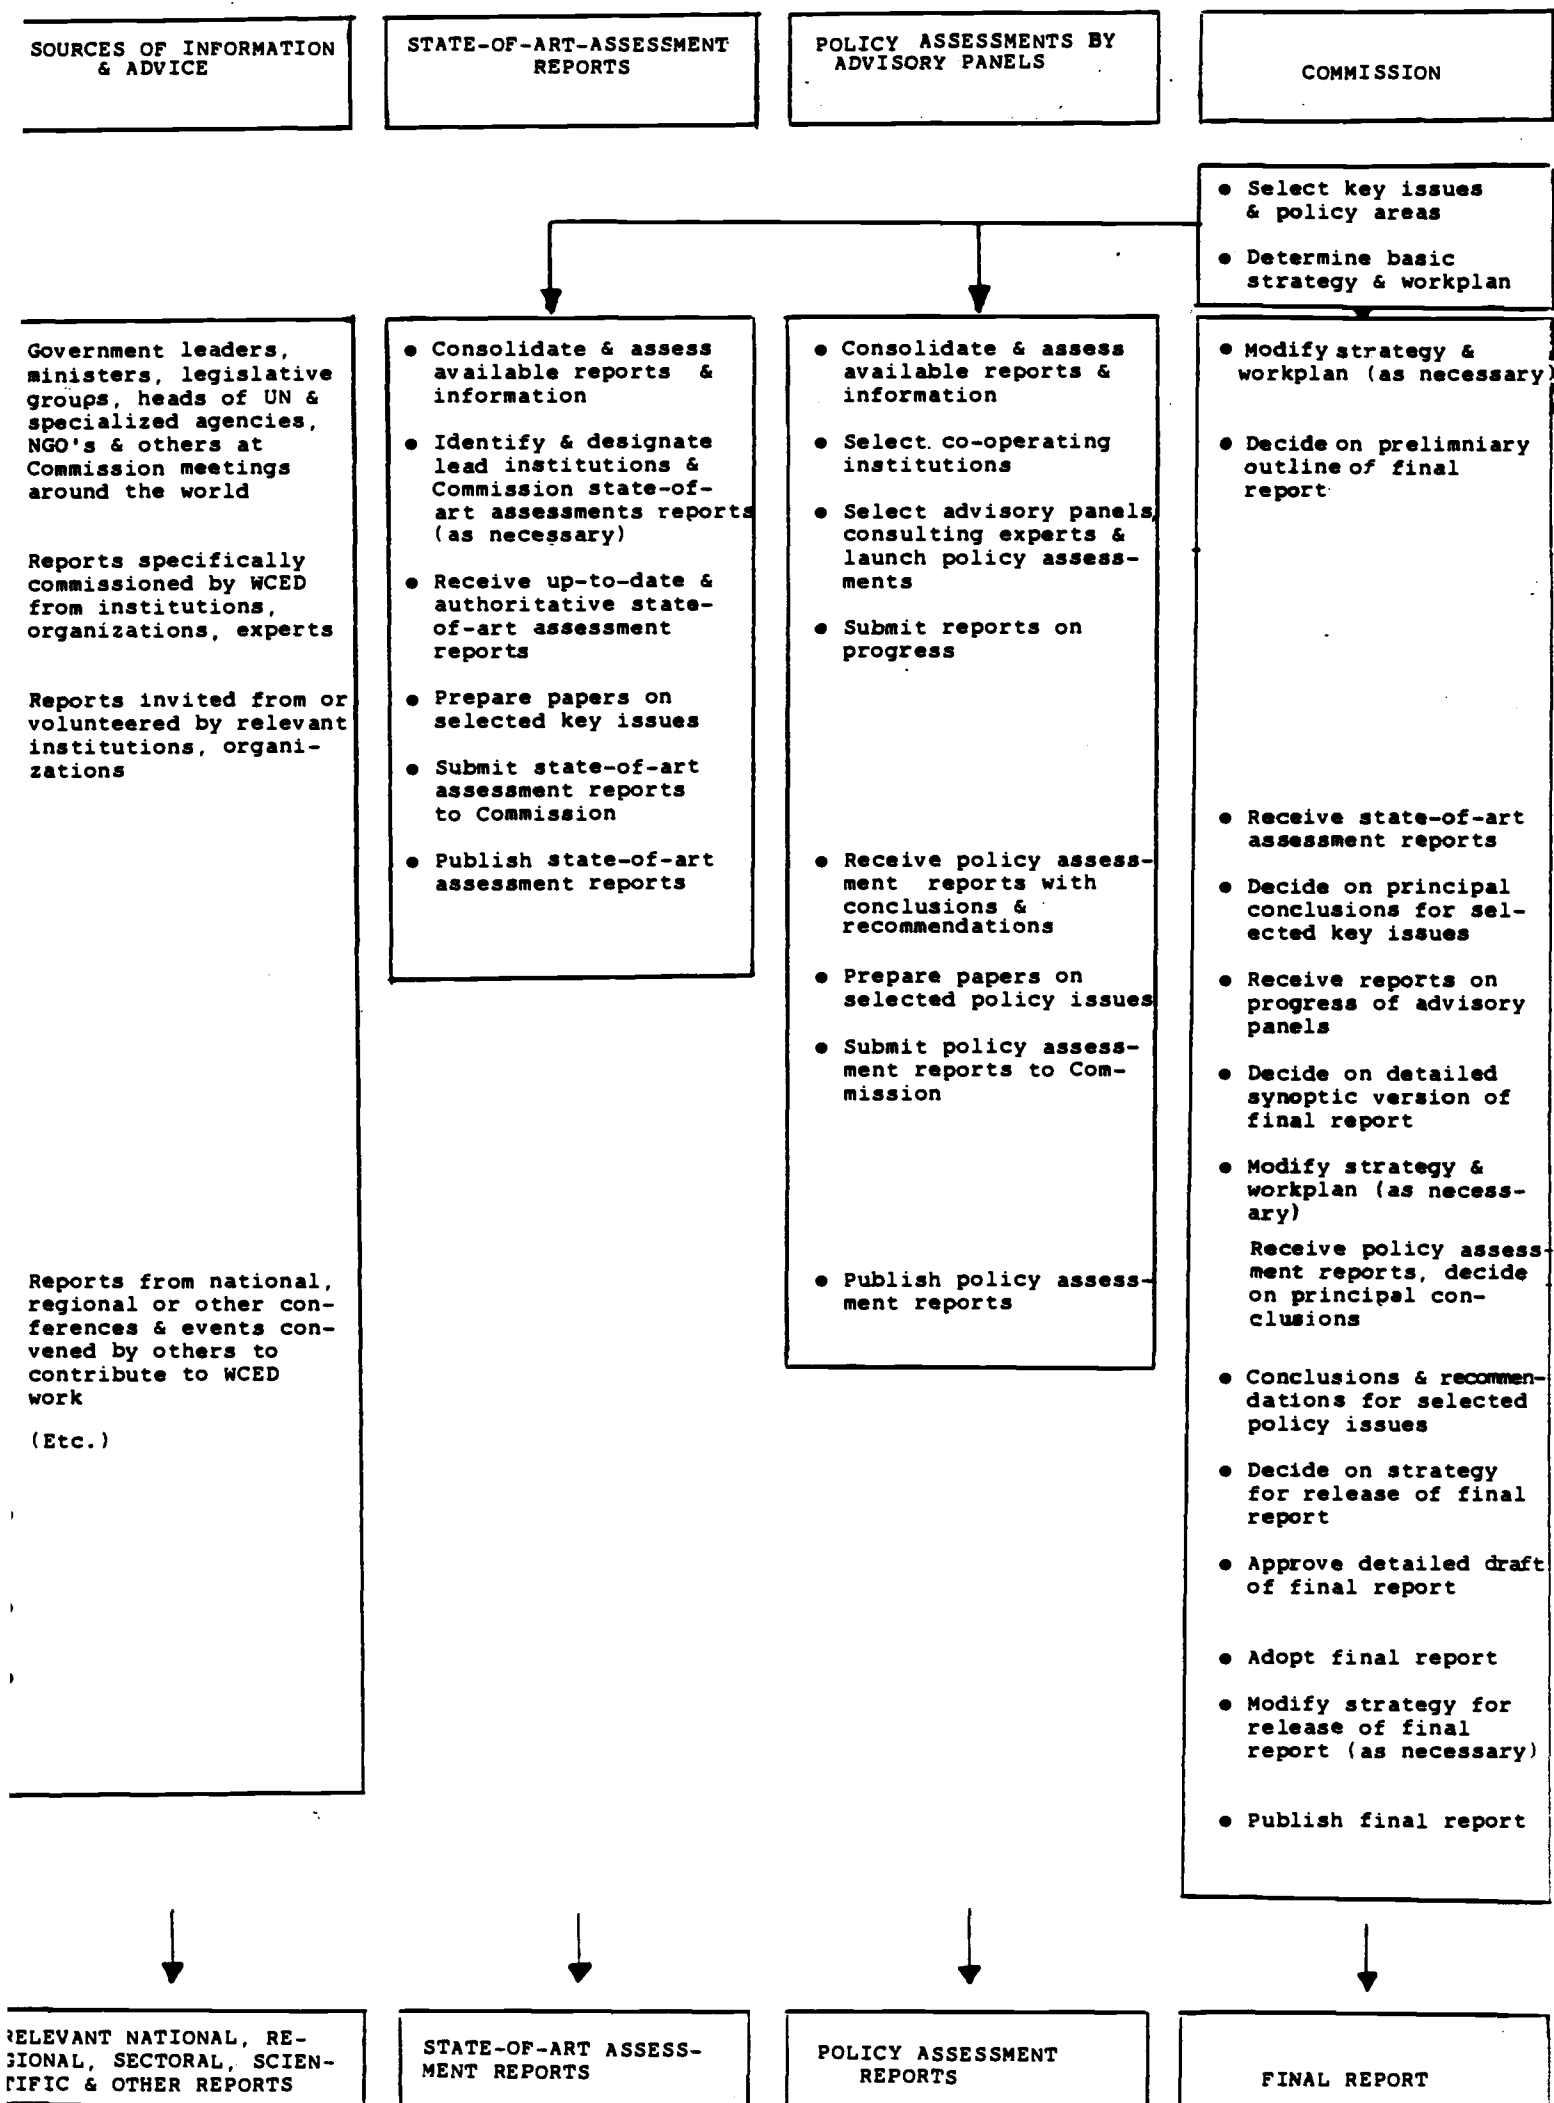 SOURCES OF INFORMATION
& ADVICE
STATE-OF-ART-ASSESSMENT
REPORTS
POLICY ASSESSMENTS BY
ADVISORY PANELS
COMMISSION
● Select key issues
& policy areas
● Determine basic
strategy & workplan
Government leaders,
ministers, legislative
groups, heads of UN &
specialized agencies,
NGO's & others at
Commission meetings
around the world
Reports specifically
commissioned by WCED
from institutions,
organizations, experts
Reports invited from or
volunteered by relevant
institutions, organi-
zations
Reports from national,
regional or other con-
ferences & events con-
vened by others to
contribute to WCED
work
(Etc.)
● Consolidate & assess
available reports &
information
● Identify & designate
lead institutions &
Commission state-of-
art assessments reports
(as necessary)
● Receive up-to-date &
authoritative state-
of-art assessment
reports
● Prepare papers on
selected key issues
● Submit state-of-art
assessment reports
to Commission
● Publish state-of-art
assessment reports
● Consolidate & assess
available reports &
information
● Select co-operating
institutions
● Select advisory panels,
consulting experts &
launch policy assess-
ments
● Submit reports on
progress
● Receive policy assess-
ment reports with
conclusions &
recommendations
● Prepare papers on
selected policy issues
● Submit policy assess-
ment reports to Com-
mission
● Publish policy assess-
ment reports
● Modify strategy &
workplan (as necessary)
● Decide on prelimniary
outline of final
report
● Receive state-of-art
assessment reports
● Decide on principal
conclusions for sel-
ected key issues
● Receive reports on
progress of advisory
panels
● Decide on detailed
synoptic version of
final report
● Modify strategy &
workplan (as necess-
ary)
Receive policy assess-
ment reports, decide
on principal con-
clusions
● Conclusions & recommen-
dations for selected
policy issues
● Decide on strategy
for release of final
report
● Approve detailed draft
of final report
● Adopt final report
● Modify strategy for
release of final
report (as necessary)
● Publish final report
RELEVANT NATIONAL, RE-
GIONAL, SECTORAL, SCIEN-
TIFIC & OTHER REPORTS
STATE-OF-ART ASSESS-
MENT REPORTS
POLICY ASSESSMENT
REPORTS
FINAL REPORT